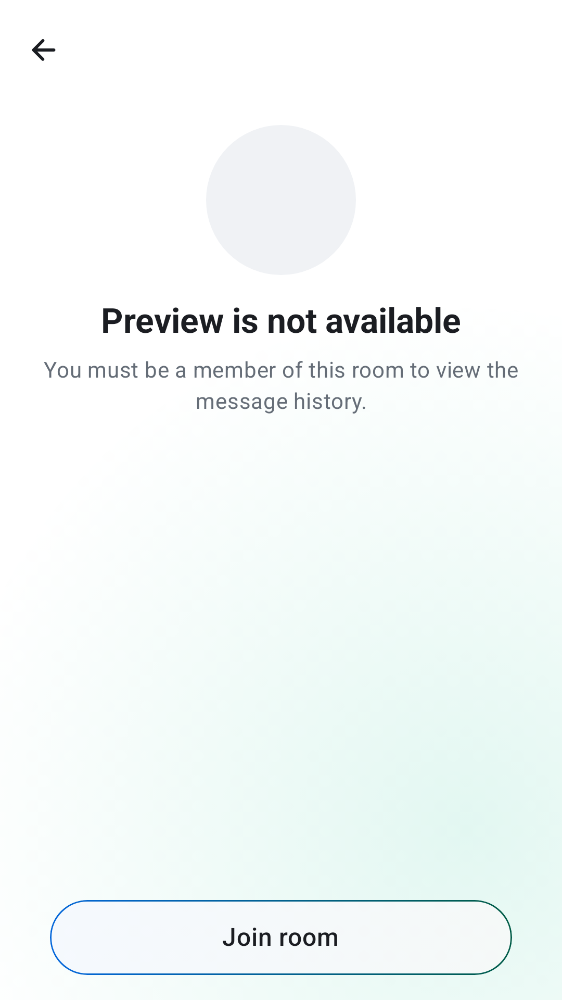 Preview is not available
You must be a member of this room to view the
message history.
Join room